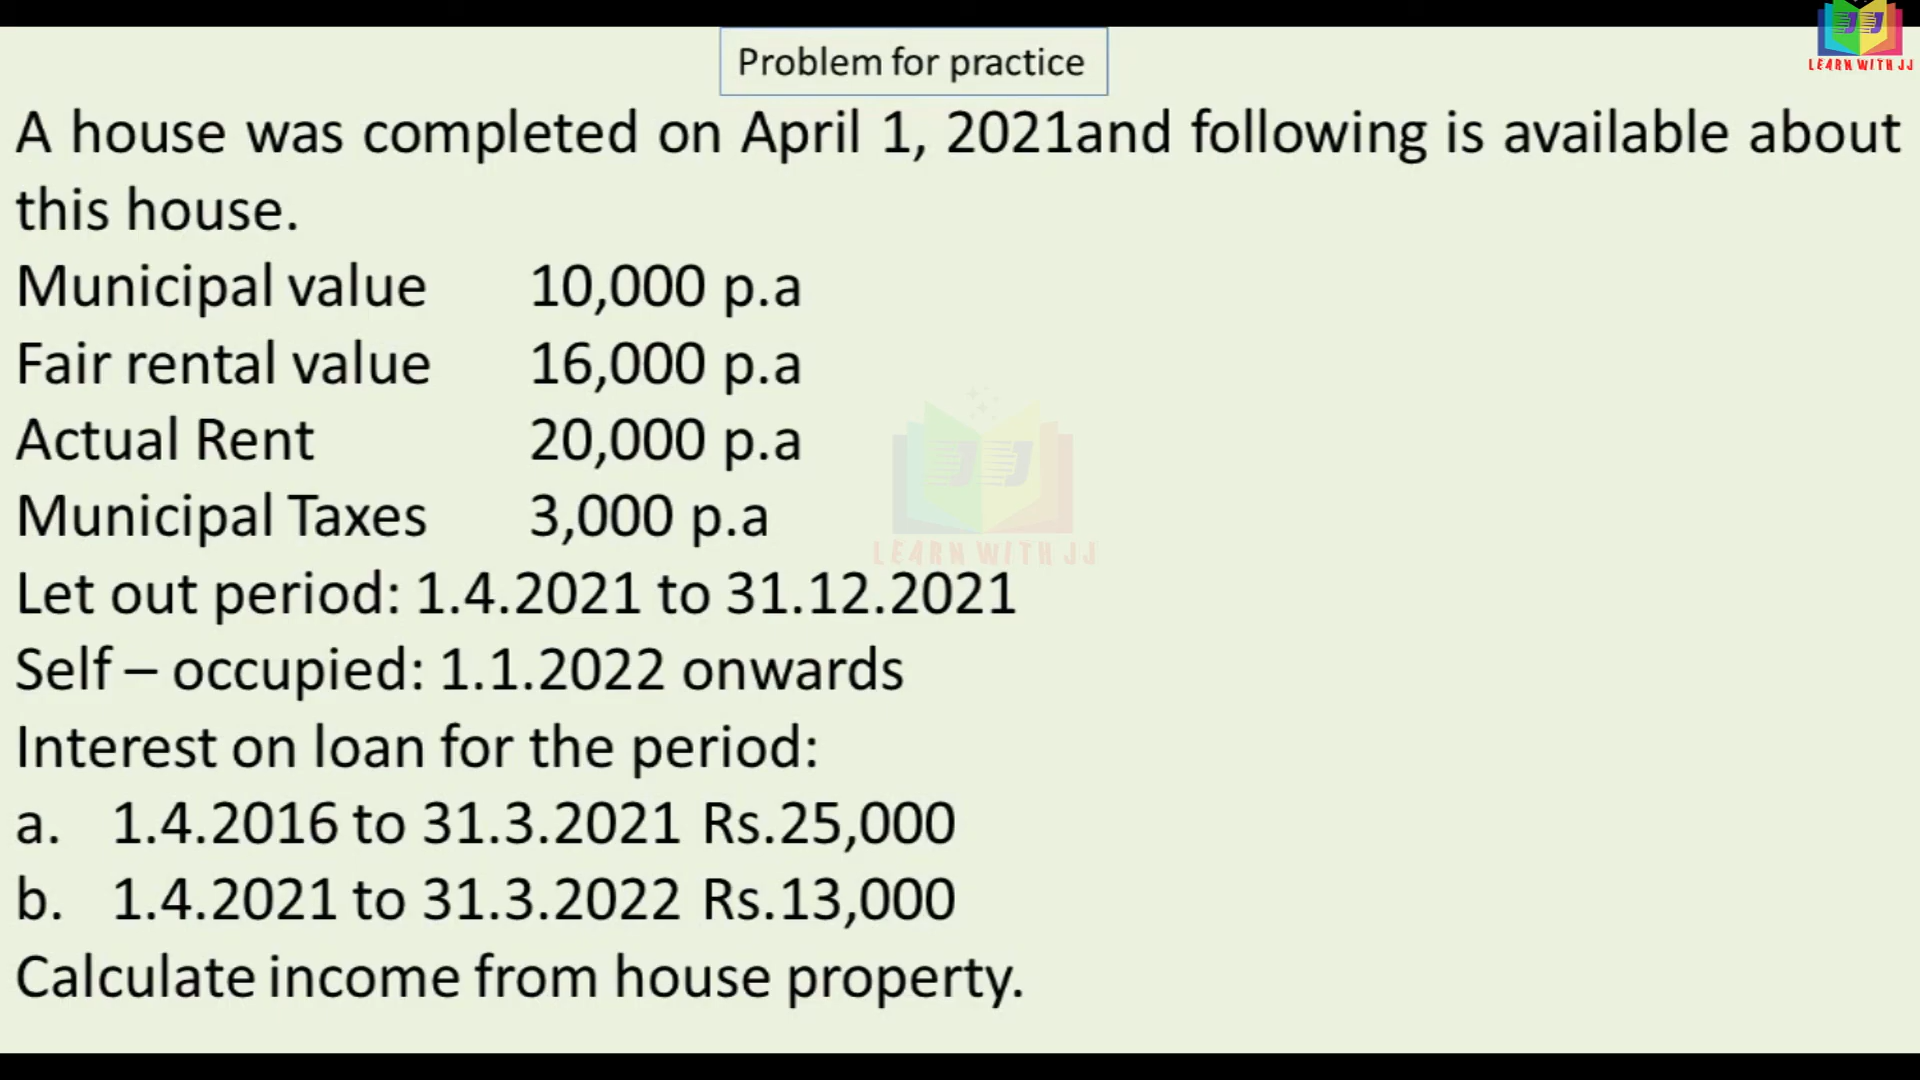 LEARN WITH JJ
Problem for practice
A house was completed on April 1, 2021and following is available about
this house.
Municipal value 10,000 p.a
Fair rental value 16,000 p.a
Actual Rent 20,000 p.a
Municipal Taxes 3,000 p.a
LEARN WITH JJ
Let out period: 1.4.2021 to 31.12.2021
Self – occupied: 1.1.2022 onwards
Interest on loan for the period:
a. 1.4.2016 to 31.3.2021 Rs.25,000
b. 1.4.2021 to 31.3.2022 Rs.13,000
Calculate income from house property.